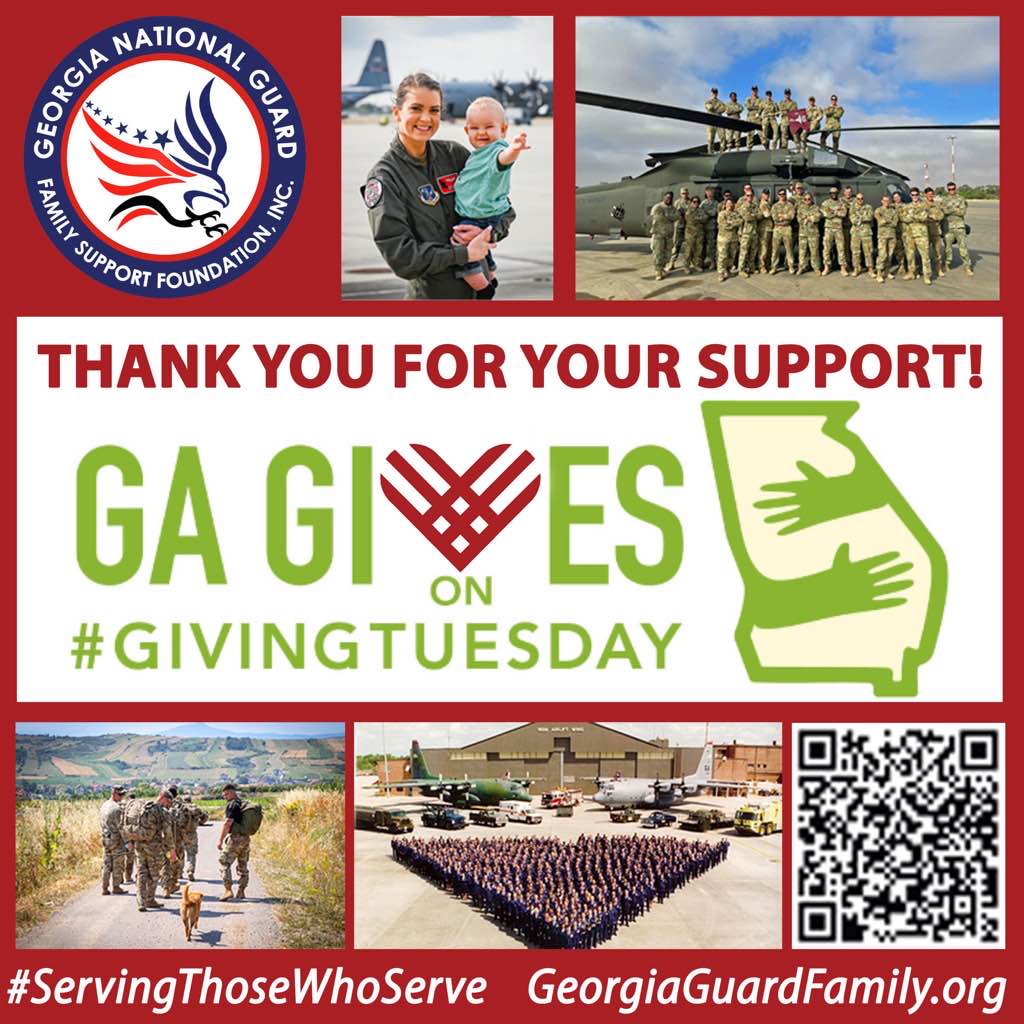 GEORGIA NATIONAL GUARD
FAMILY SUPPORT FOUNDATION, INC.
THANK YOU FOR YOUR SUPPORT!
GA GIVES
ON
#GIVINGTUESDAY
#ServingThoseWhoServe GeorgiaGuardFamily.org